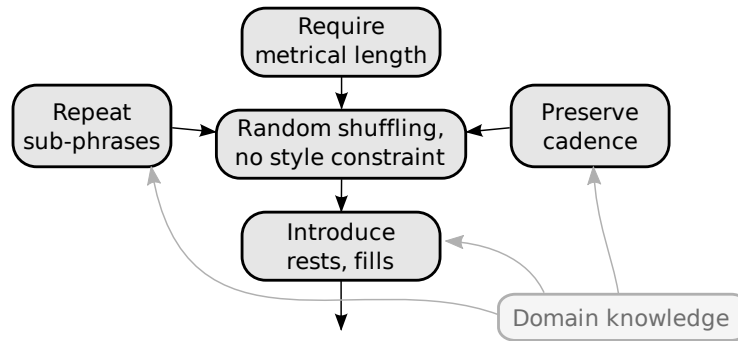 Require
metrical length
Repeat
sub-phrases
Random shuffling,
no style constraint
Preserve
cadence
Introduce
rests, fills
Domain knowledge